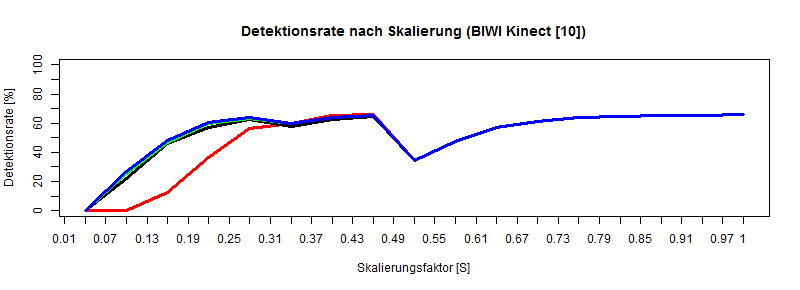 Detektionsrate nach Skalierung (BIWI Kinect [10])
Detektionsrate [%]
100
80
60
40
20
0
0.01 0.07 0.13 0.19 0.25 0.31 0.37 0.43 0.49 0.55 0.61 0.67 0.73 0.79 0.85 0.91 0.97 1
Skalierungsfaktor [S]